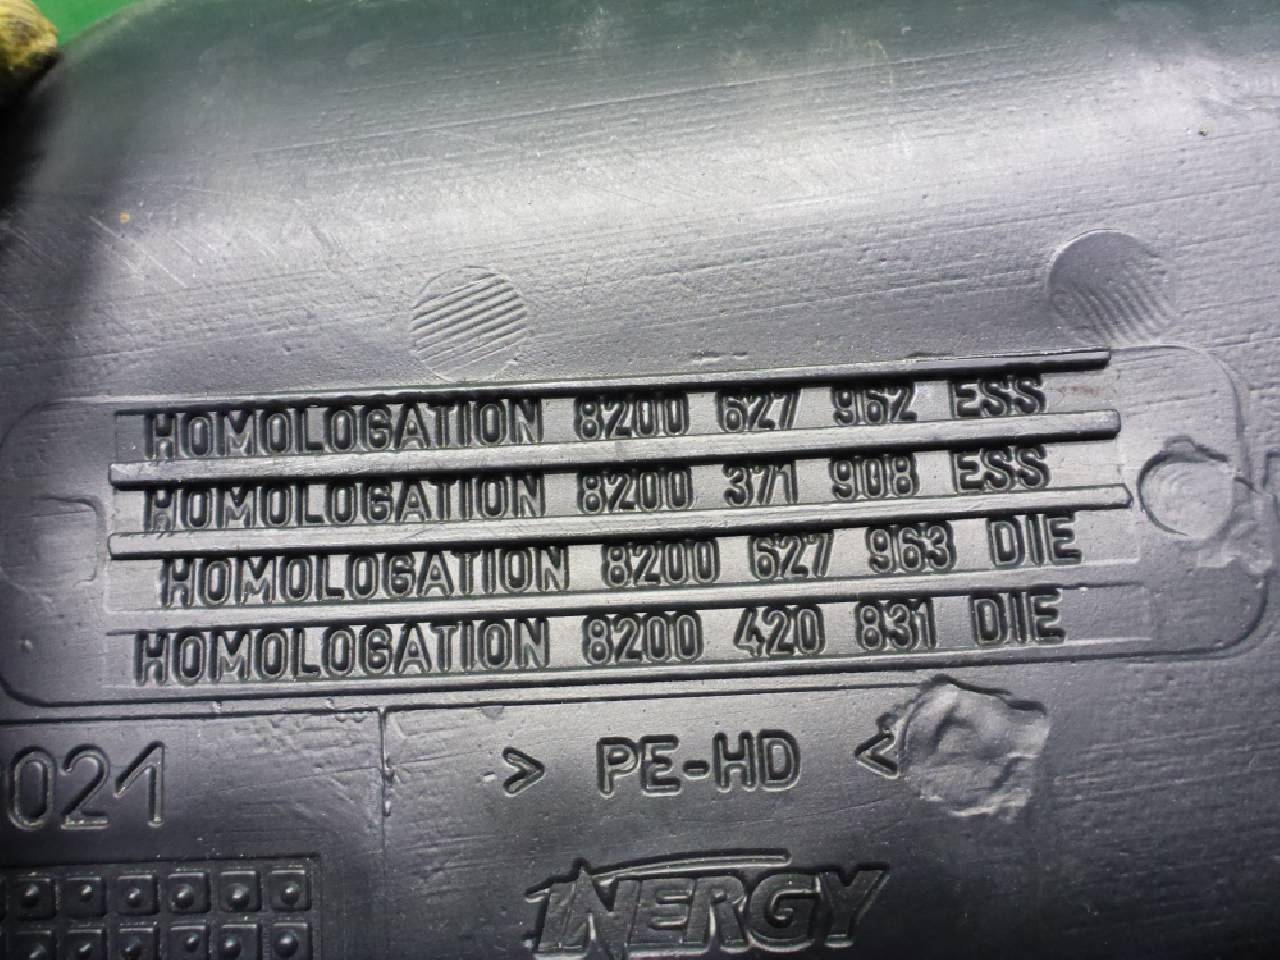 HOMOLOGATION 8200 627 962 ESS
HOMOLOGATION 8200 371 908 ESS
HOMOLOGATION 8200 627 963 DIE
HOMOLOGATION 8200 420 831 DIE
021
> PE-HD <
INERGY